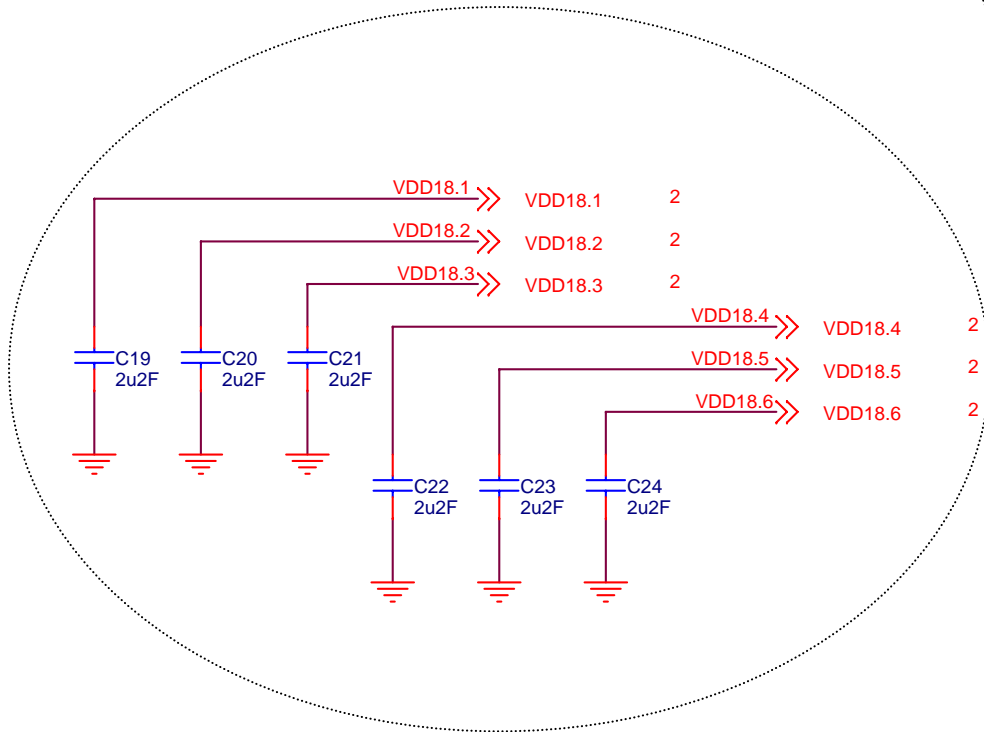 VDD18.1 VDD18.1 2
VDD18.2 VDD18.2 2
VDD18.3 VDD18.3 2
VDD18.4 VDD18.4 2
VDD18.5 VDD18.5 2
VDD18.6 VDD18.6 2
C19 C20 C21
2u2F 2u2F 2u2F
C22 C23 C24
2u2F 2u2F 2u2F